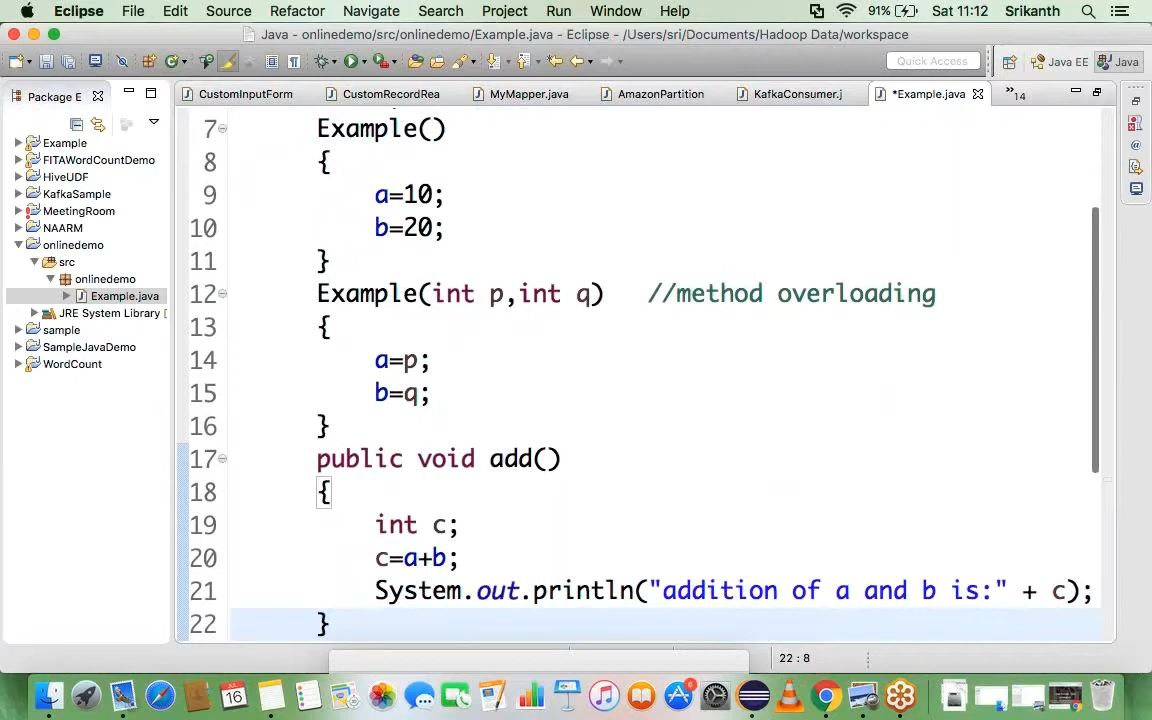 Eclipse File Edit Source Refactor Navigate Search Project Run Window Help 91% Sat 11:12 Srikanth
Java - onlinedemo/src/onlinedemo/Example.java - Eclipse - /Users/sri/Documents/Hadoop Data/workspace
Quick Access Java EE Java
Package E CustomInputForm CustomRecordRea MyMapper.java AmazonPartition KafkaConsumer.j *Example.java »14
Example
FITAWordCountDemo
HiveUDF
KafkaSample
MeetingRoom
NAARM
onlinedemo
src
onlinedemo
Example.java
JRE System Library [
sample
SampleJavaDemo
WordCount
7 Example()
8 {
9 a=10;
10 b=20;
11 }
12 Example(int p,int q) //method overloading
13 {
14 a=p;
15 b=q;
16 }
17 public void add()
18 {
19 int c;
20 c=a+b;
21 System.out.println("addition of a and b is:" + c);
22 }
22 : 8
16
6